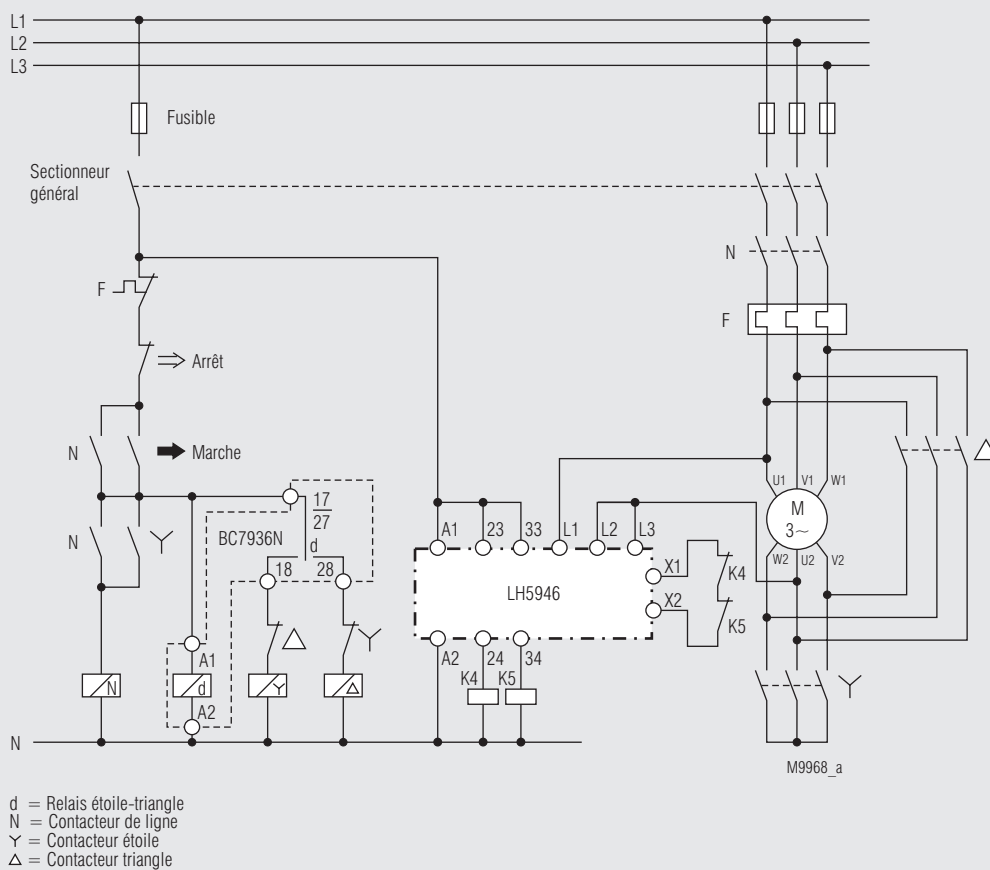 L1
L2
L3
Fusible
Sectionneur
général
N
F
F
Arrêt
N
Marche
U1 V1 W1
17
27
A1 23 33 L1 L2 L3
M
3~
N
BC7936N
d
W2 U2 V2
18 28
X1
K4
LH5946
X2
K5
A1
A2 24 34
N
d
K4 K5
A2
N
M9968_a
d = Relais étoile-triangle
N = Contacteur de ligne
Y = Contacteur étoile
△ = Contacteur triangle